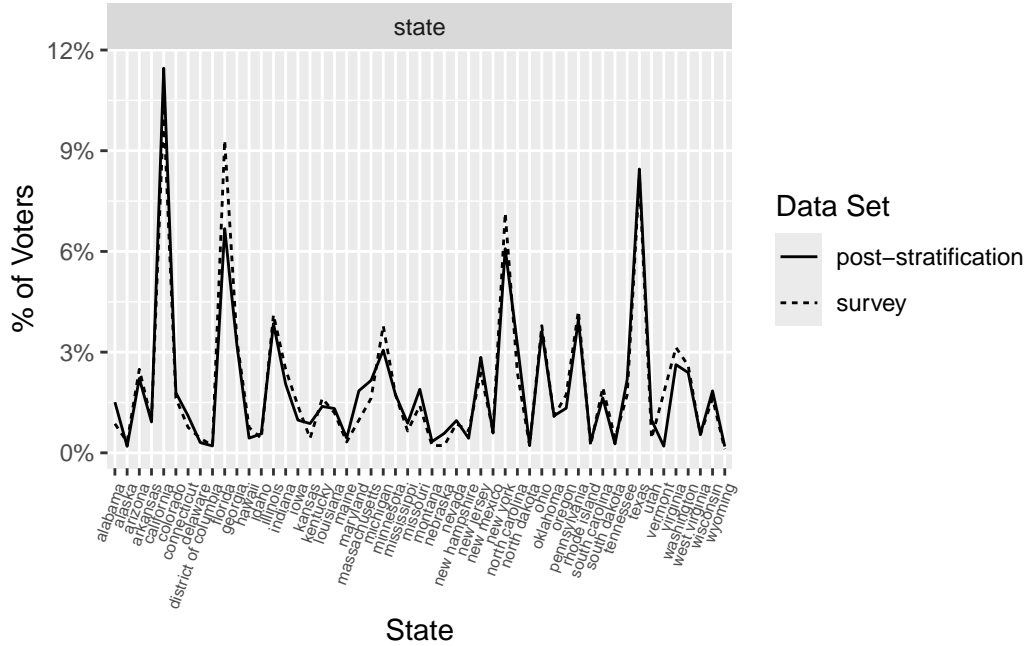 state
12%
9%
6%
3%
0%
% of Voters
alabama
alaska
arizona
arkansas
california
colorado
connecticut
delaware
district of columbia
florida
georgia
hawaii
idaho
illinois
indiana
iowa
kansas
kentucky
louisiana
maine
maryland
massachusetts
michigan
minnesota
mississippi
missouri
montana
nebraska
nevada
new hampshire
new jersey
new mexico
new york
north carolina
north dakota
ohio
oklahoma
oregon
pennsylvania
rhode island
south carolina
south dakota
tennessee
texas
utah
vermont
virginia
washington
west virginia
wisconsin
wyoming
State
Data Set
post−stratification
survey